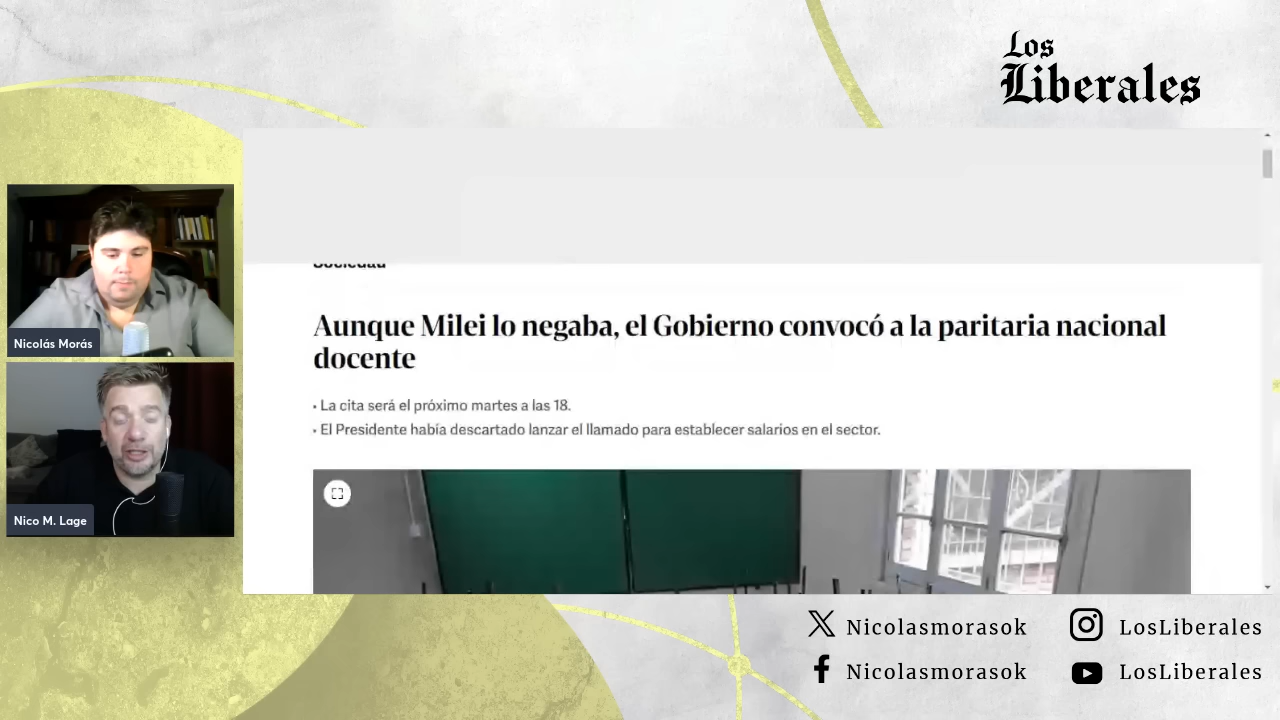 Los
Liberales
Sociedad
Aunque Milei lo negaba, el Gobierno convocó a la paritaria nacional
docente
• La cita será el próximo martes a las 18.
• El Presidente había descartado lanzar el llamado para establecer salarios en el sector.
Nicolás Morás
Nico M. Lage
Nicolasmorasok
LosLiberales
Nicolasmorasok
LosLiberales